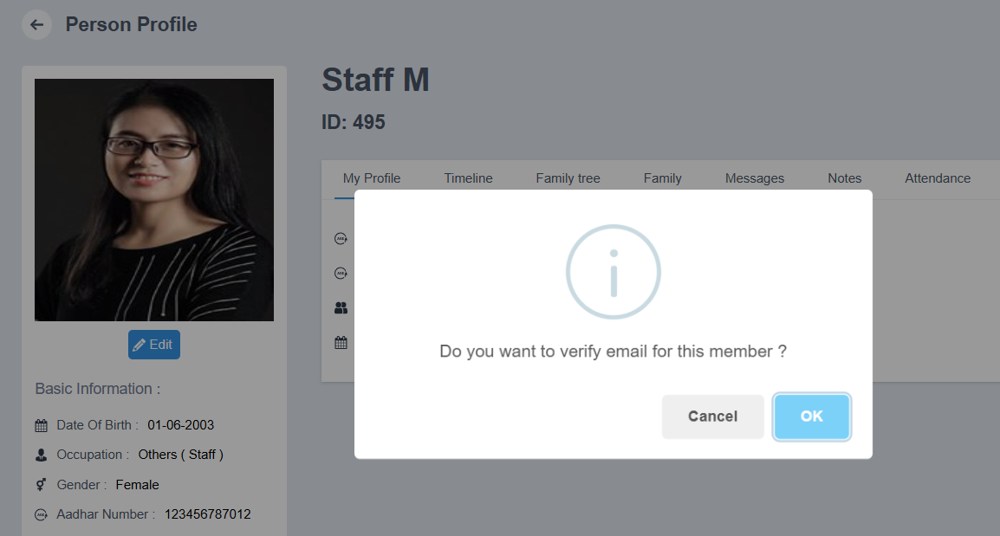 Person Profile
Staff M
ID: 495
My Profile Timeline Family tree Family Messages Notes Attendance
Do you want to verify email for this member ?
Cancel OK
Edit
Basic Information :
Date Of Birth : 01-06-2003
Occupation : Others ( Staff )
Gender : Female
Aadhar Number : 123456787012